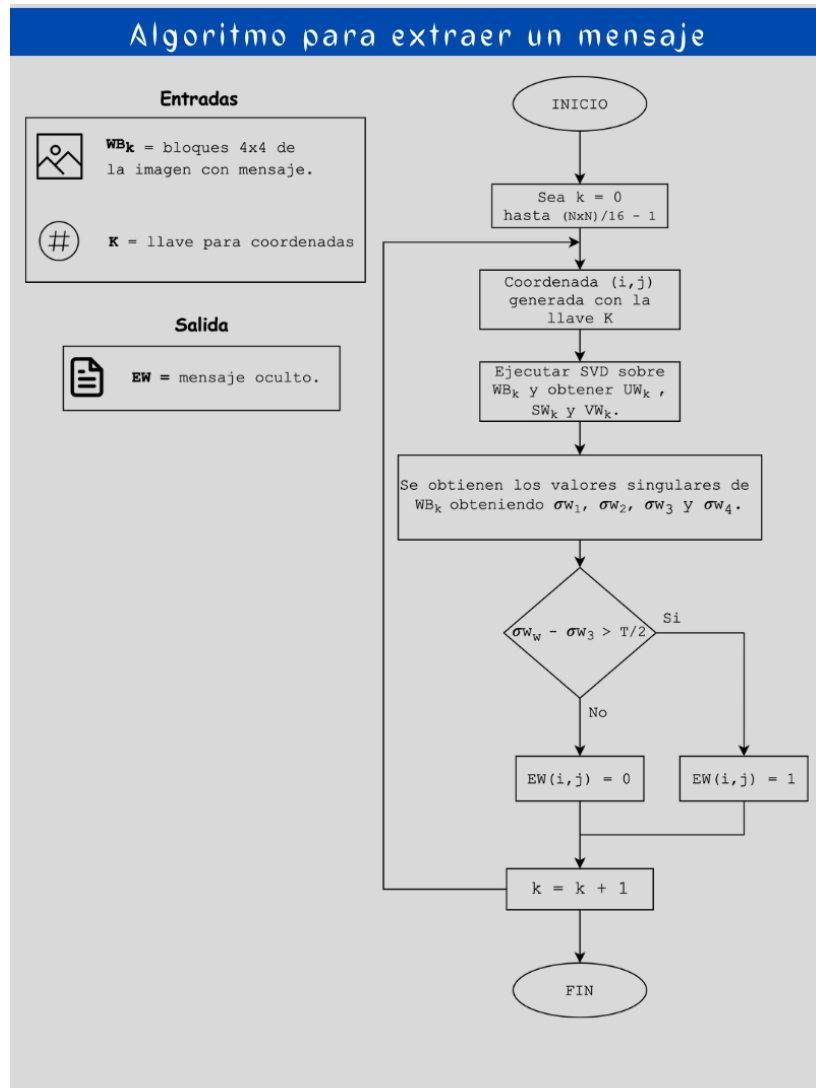 Algoritmo para extraer un mensaje
Entradas
WBk = bloques 4x4 de
la imagen con mensaje.
#
K = llave para coordenadas
Salida
EW = mensaje oculto.
INICIO
Sea k = 0
hasta (NxN)/16 - 1
Coordenada (i,j)
generada con la
llave K
Ejecutar SVD sobre
WBk y obtener UWk ,
SWk y VWk.
Se obtienen los valores singulares de
WBk obteniendo σw1, σw2, σw3 y σw4.
σww - σw3 > T/2
Si
No
EW(i,j) = 0
EW(i,j) = 1
k = k + 1
FIN